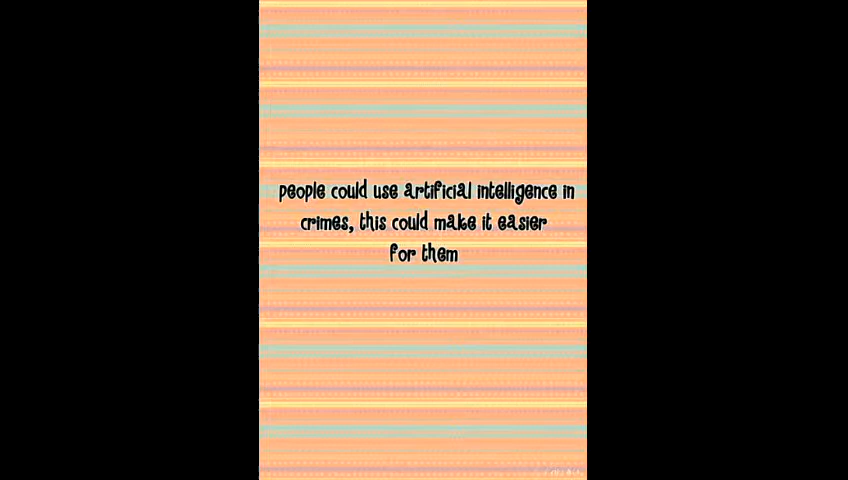 people could use artificial intelligence in
crimes, this could make it easier
for them